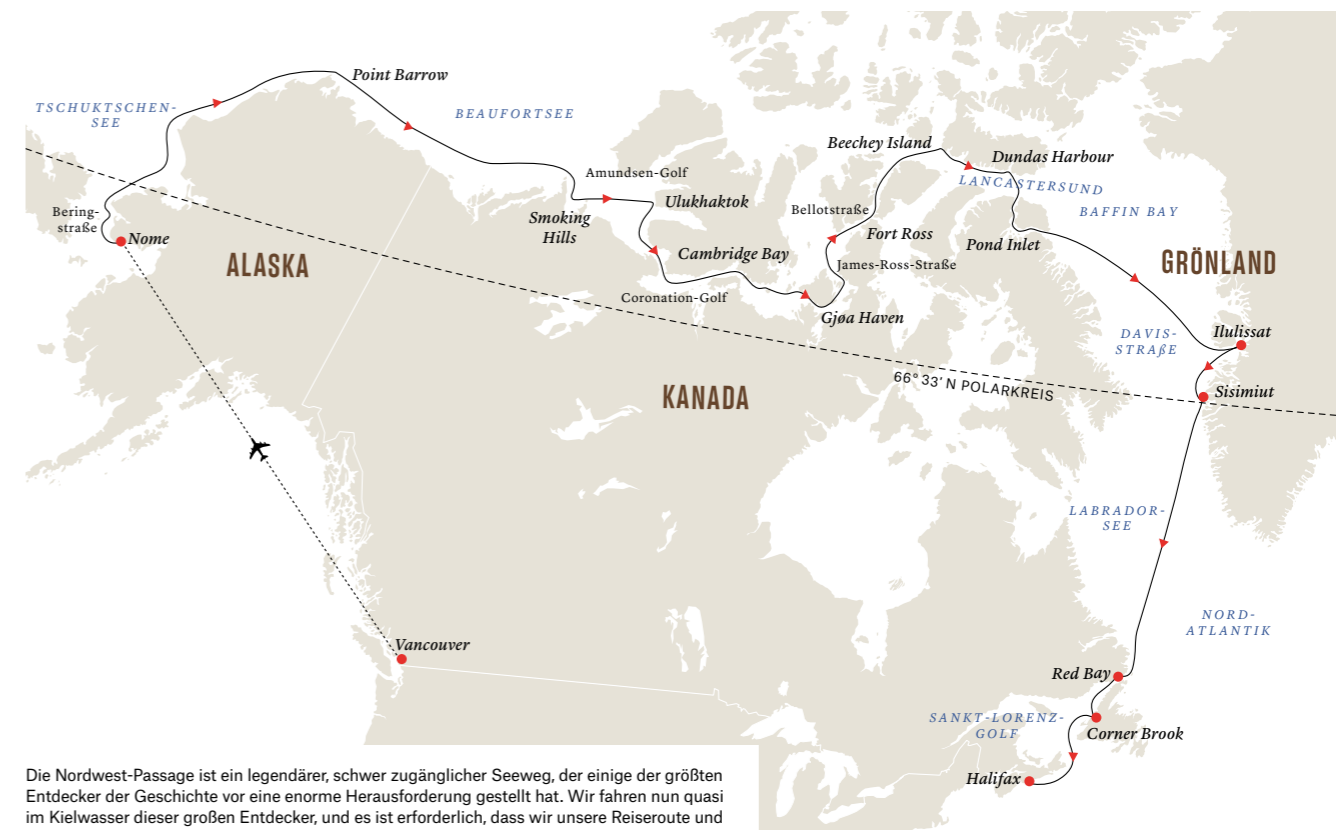 Point Barrow
TSCHUKTSCHEN-
SEE
BEAUFORTSEE
Beechey Island
Dundas Harbour
Amundsen-Golf
LANCASTERSUND
Smoking
Hills
Ulukhaktok
Bellotstraße
BAFFIN BAY
Bering-
straße
Nome
Fort Ross
Pond Inlet
ALASKA
Cambridge Bay
James-Ross-Straße
GRÖNLAND
Coronation-Golf
Gjøa Haven
DAVIS-
STRAßE
Ilulissat
66° 33’ N POLARKREIS
Sisimiut
KANADA
LABRADOR-
SEE
NORD-
ATLANTIK
Vancouver
Red Bay
SANKT-LORENZ-
GOLF
Corner Brook
Halifax
Die Nordwest-Passage ist ein legendärer, schwer zugänglicher Seeweg, der einige der größten
Entdecker der Geschichte vor eine enorme Herausforderung gestellt hat. Wir fahren nun quasi
im Kielwasser dieser großen Entdecker, und es ist erforderlich, dass wir unsere Reiseroute und